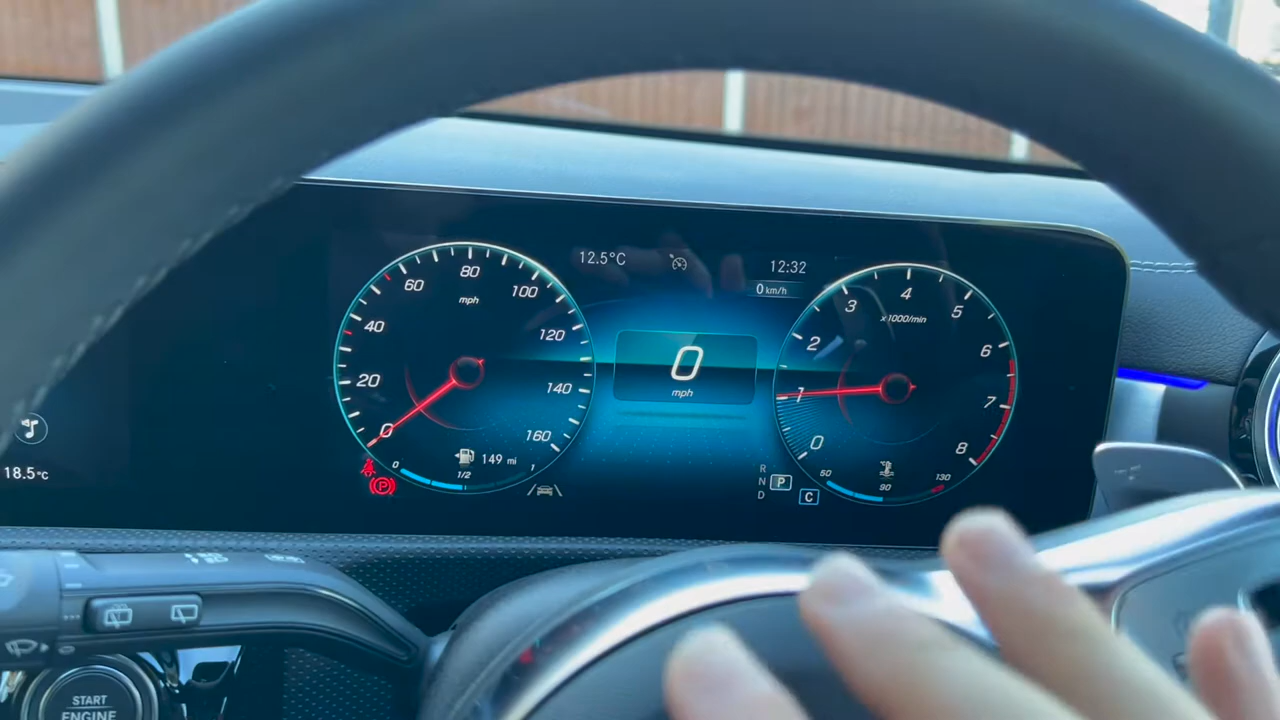 12.5°C
12:32
0 km/h
80
60
100
mph
40
120
20
140
0
160
4
3
5
x1000/min
2
6
1
7
0
8
0
mph
0
1/2
1
149 mi
R
N
D
P
C
50
90
130
(P)
18.5°C
START
ENGINE